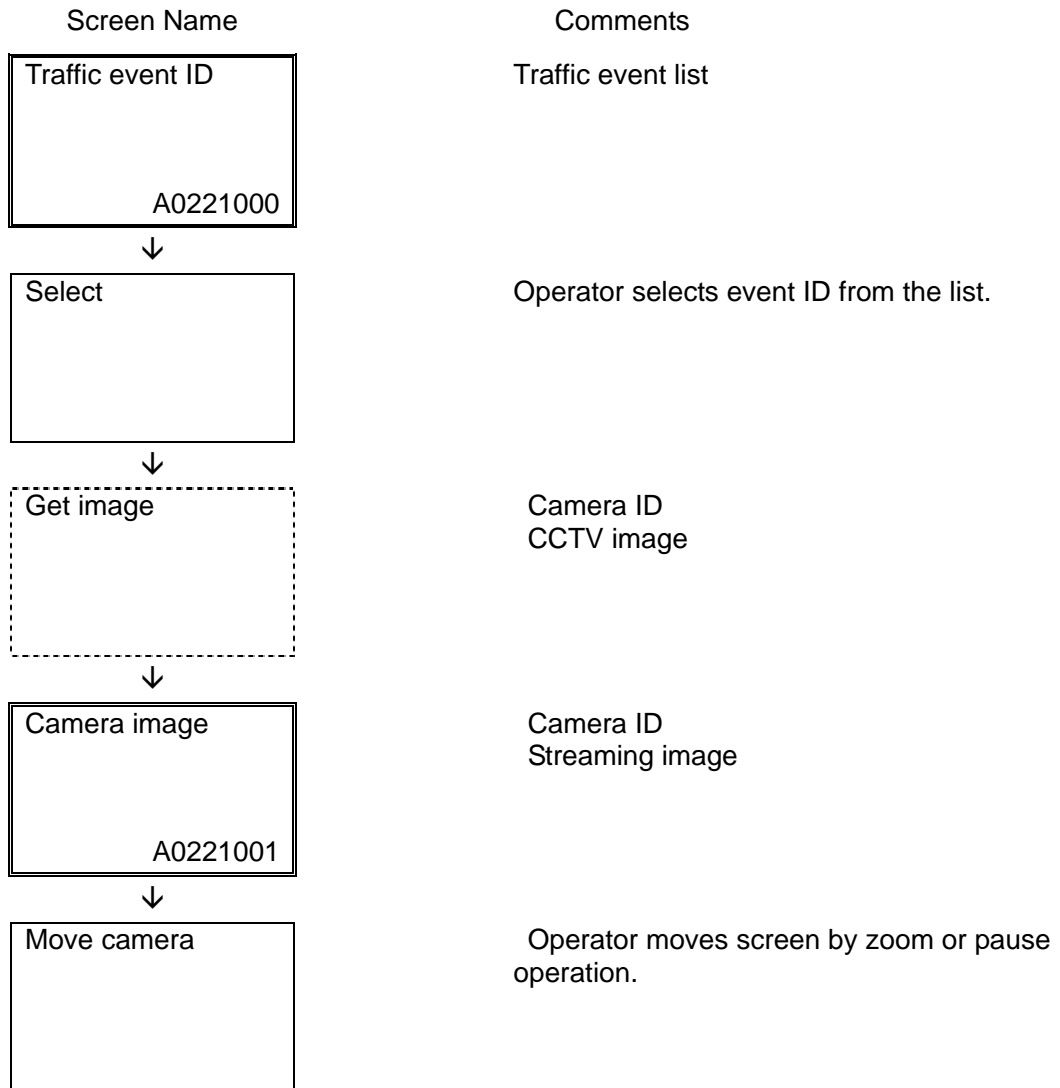 Screen Name Comments
Traffic event ID Traffic event list
A0221000
Select Operator selects event ID from the list.
Get image Camera ID
CCTV image
Camera image Camera ID
Streaming image
A0221001
Move camera Operator moves screen by zoom or pause
operation.